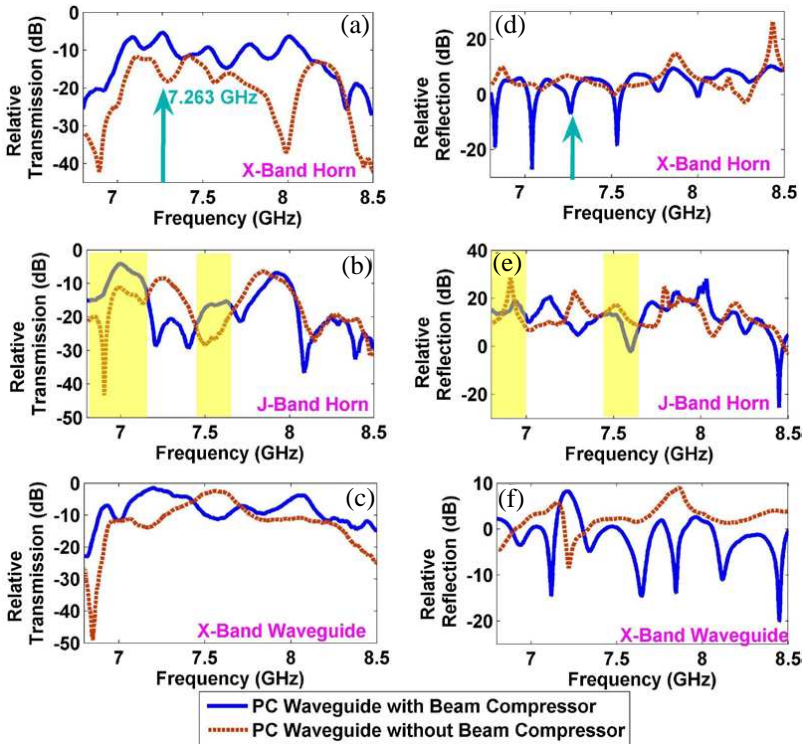 (a)
Relative
Transmission (dB)
0
-10
-20
-30
-40
7.263 GHz
X-Band Horn
7
7.5
8
8.5
Frequency (GHz)
(d)
Relative
Reflection (dB)
20
0
20
X-Band Horn
7
7.5
8
8.5
Frequency (GHz)
(b)
Relative
Transmission (dB)
0
-10
-20
-30
-40
-50
J-Band Horn
7
7.5
8
8.5
Frequency (GHz)
(e)
Relative
Reflection (dB)
40
20
0
-20
J-Band Horn
7
7.5
8
8.5
Frequency (GHz)
(c)
Relative
Transmission (dB)
0
-10
-20
-30
-40
-50
X-Band Waveguide
7
7.5
8
8.5
Frequency (GHz)
(f)
Relative
Reflection (dB)
10
0
-10
-20
X-Band Waveguide
7
7.5
8
8.5
Frequency (GHz)
PC Waveguide with Beam Compressor
PC Waveguide without Beam Compressor